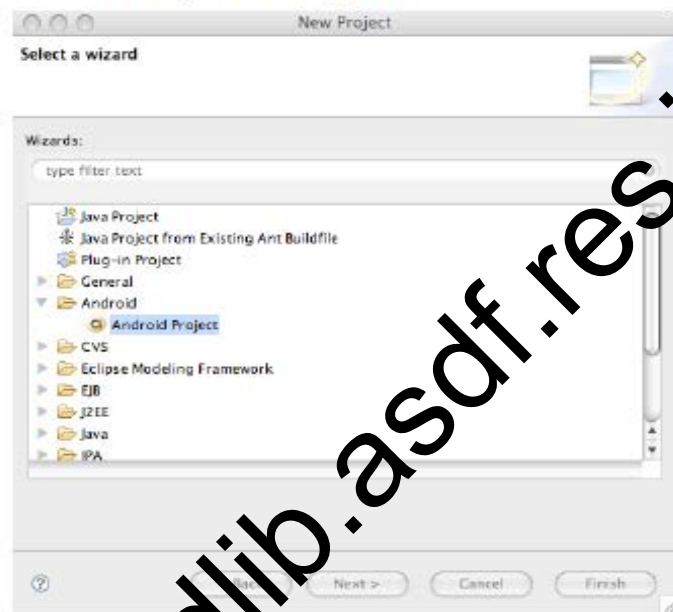 New Project
Select a wizard
Wizards:
type filter text
Java Project
Java Project from Existing Ant Buildfile
Plug-in Project
General
Android
Android Project
CVS
Eclipse Modeling Framework
EJB
J2EE
Java
JPA
Next >
Cancel
Finish
dlib.asdf.res.